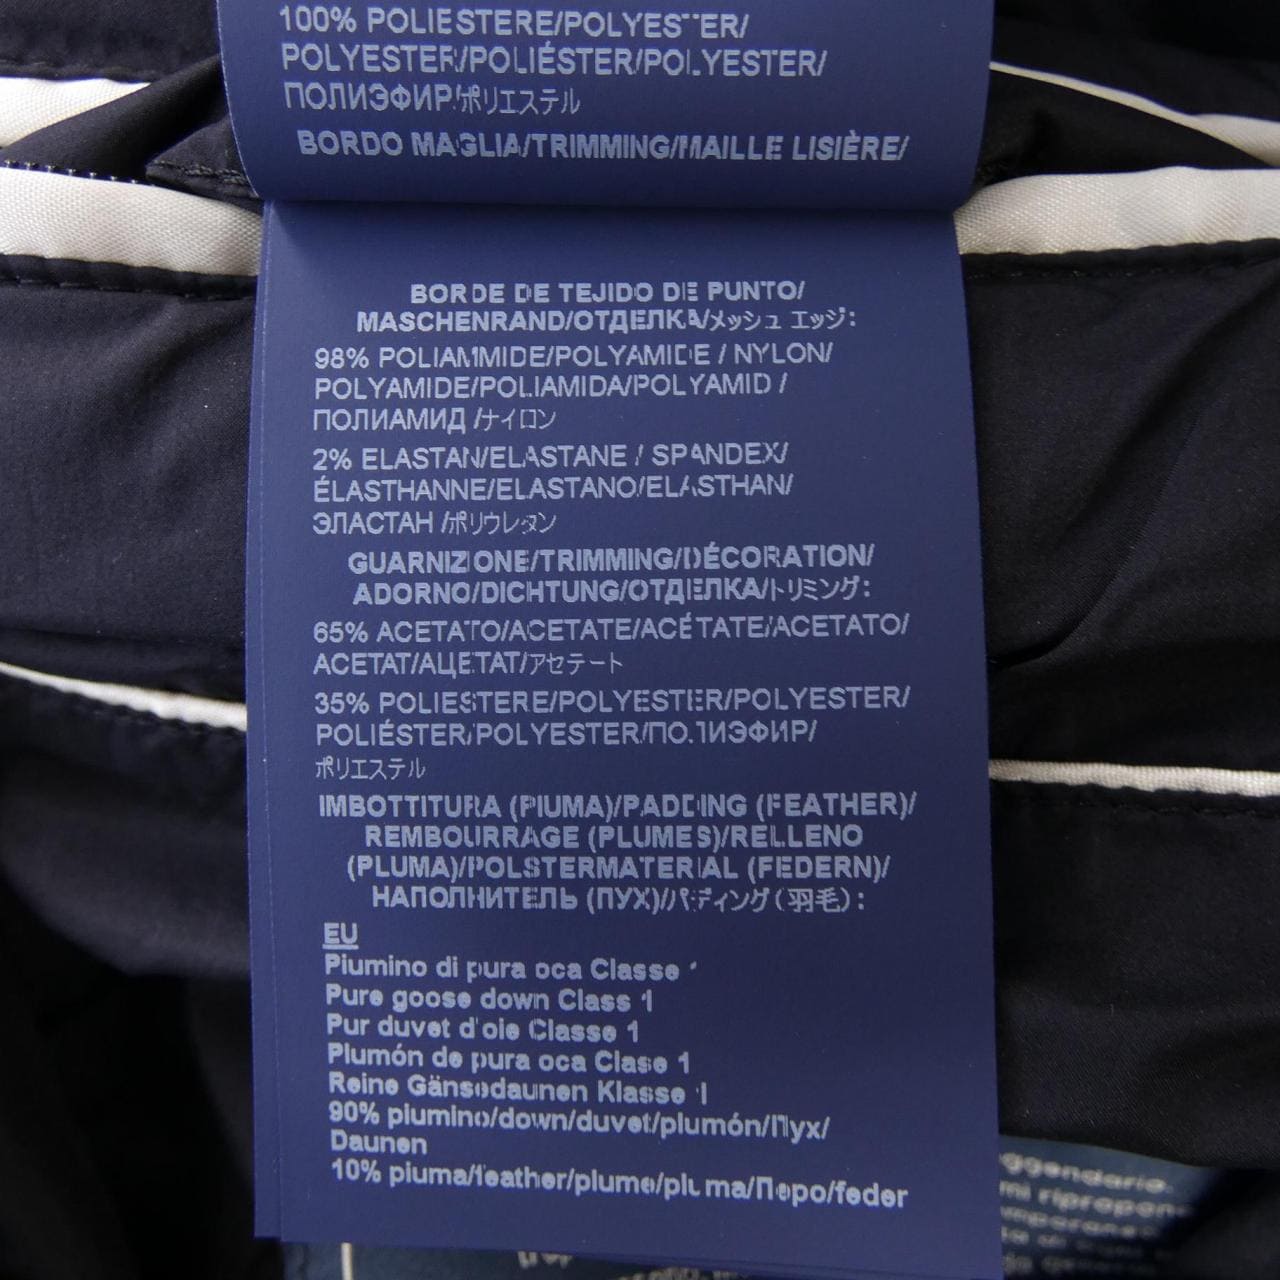 100% POLIESTERE/POLYESTER/
POLYESTER/POLIÉSTER/POLYESTER/
ПОЛИЭФИР/ポリエステル
BORDO MAGLIA/TRIMMING/MAILLE LISIÈRE/
BORDE DE TEJIDO DE PUNTO/
MASCHENRAND/ОТДЕЛКА/メッシュ エッジ:
98% POLIAMMIDE/POLYAMIDE / NYLON/
POLYAMIDE/POLIAMIDA/POLYAMID /
ПОЛИАМИД /ナイロン
2% ELASTAN/ELASTANE / SPANDEX/
ÉLASTHANNE/ELASTANO/ELASTHAN/
ЭЛАСТАН /ポリウレタン
GUARNIZIONE/TRIMMING/DÉCORATION/
ADORNO/DICHTUNG/ОТДЕЛКА/トリミング:
65% ACETATO/ACETATE/ACÉTATE/ACETATO/
ACETAT/АЦЕТАТ/アセテート
35% POLIESTERE/POLYESTER/POLYESTER/
POLIÉSTER/POLYESTER/ПОЛИЭФИР/
ポリエステル
IMBOTTITURA (PIUMA)/PADDING (FEATHER)/
REMBOURRAGE (PLUMES)/RELLENO
(PLUMA)/POLSTERMATERIAL (FEDERN)/
НАПОЛНИТЕЛЬ (ПУХ)/パディング(羽毛):
EU
Piumino di pura oca Classe 1
Pure goose down Class 1
Pur duvet d'oie Classe 1
Plumón de pura oca Clase 1
Reine Gänsedaunen Klasse 1
90% piumino/down/duvet/plumón/Пух/
Daunen
10% piuma/feather/plume/pluma/Перо/feder
ggendario.
mi ripropon